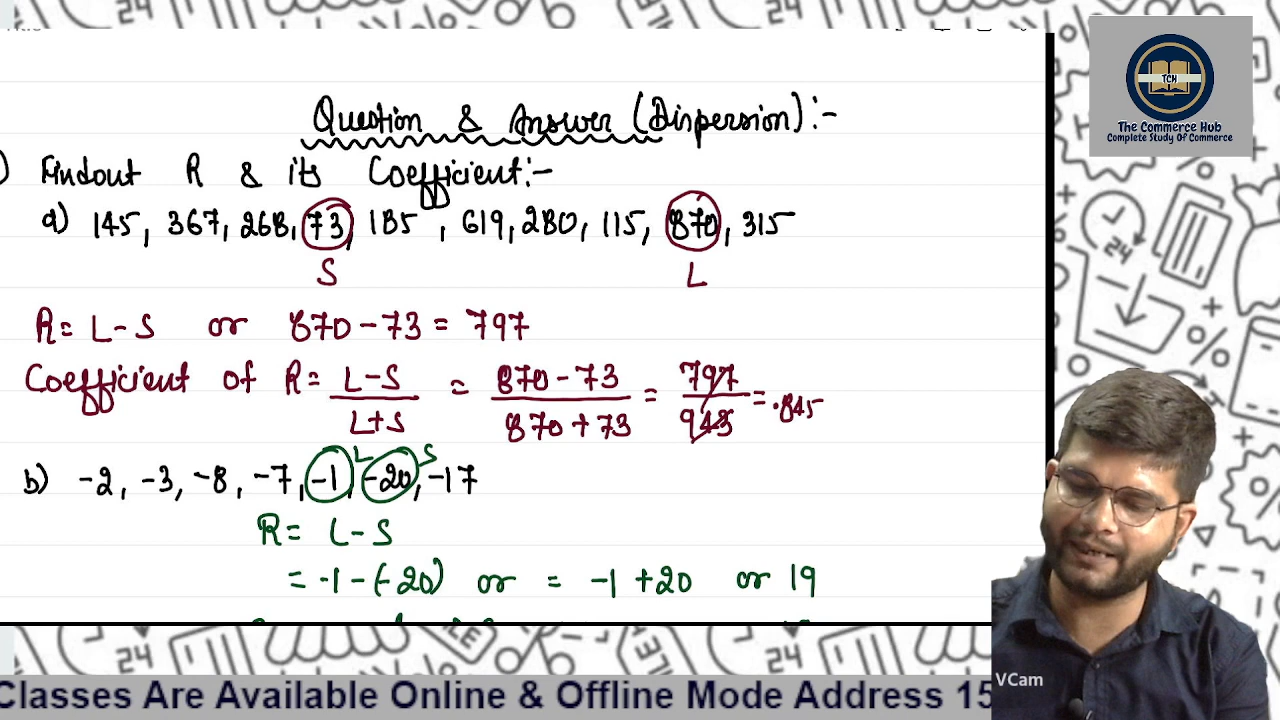 Question & Answer (Dispersion):-
) Findout R & its Coefficient:-
a) 145, 367, 268, 73, 185, 619, 280, 115, 870, 315
S L
R= L-S or 870-73= 797
Coefficient of R= L-S / L+S = 870-73 / 870+73 = 797 / 943 = .845
b) -2, -3, -8, -7, -1, -20, -17
L S
R= L-S
= -1-(-20) or = -1+20 or 19
TCH
The Commerce Hub
Complete Study Of Commerce
VCam
Classes Are Available Online & Offline Mode Address 15